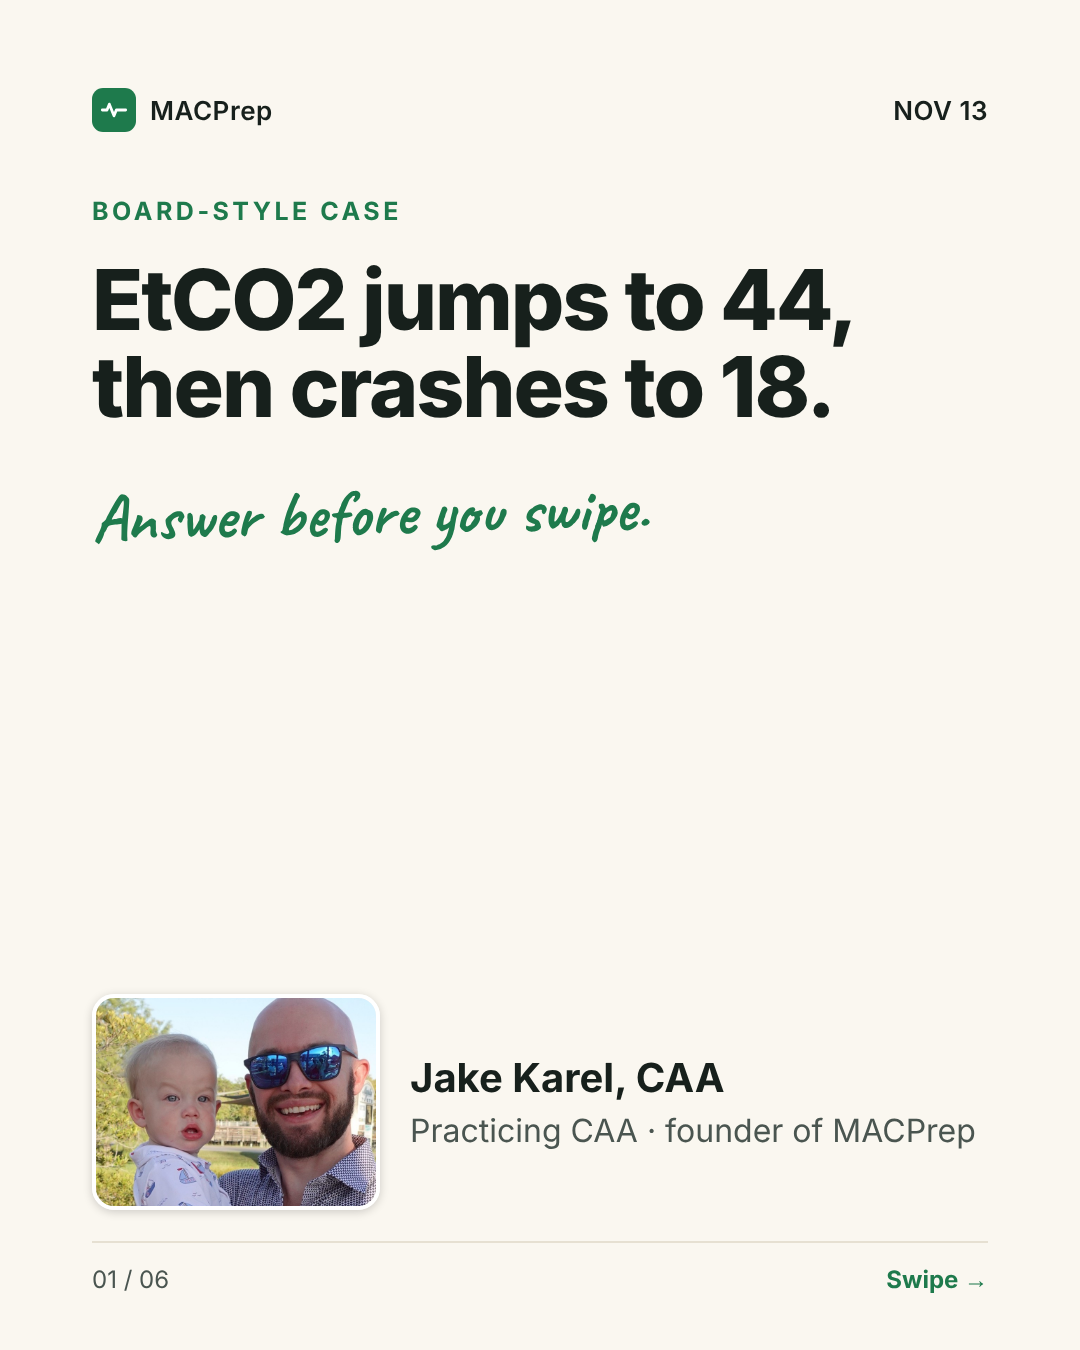 MACPrep
NOV 13
BOARD-STYLE CASE
EtCO2 jumps to 44,
then crashes to 18.
Answer before you swipe.
Jake Karel, CAA
Practicing CAA · founder of MACPrep
01 / 06
Swipe →